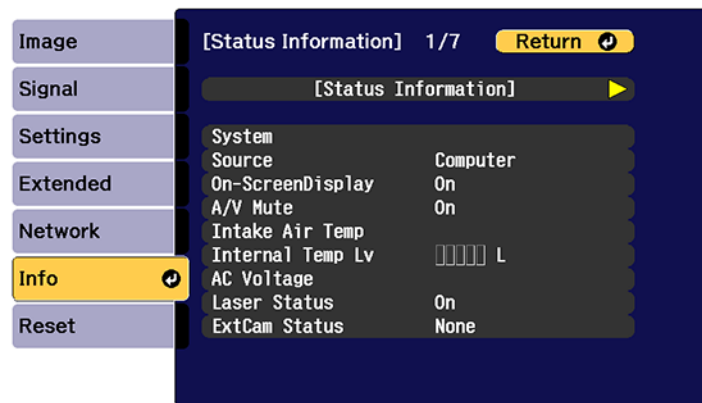 Image
Signal
Settings
Extended
Network
Info
Reset
[Status Information] 1/7 Return
[Status Information]
System
Source Computer
On-ScreenDisplay On
A/V Mute On
Intake Air Temp
Internal Temp Lv L
AC Voltage
Laser Status On
ExtCam Status None